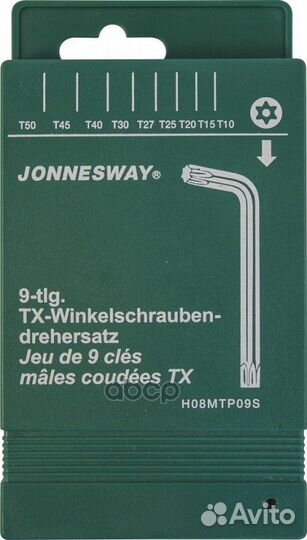 T50 T45 T40 T30 T27 T25 T20 T15 T10
JONNESWAY®
9-tlg.
TX-Winkelschrauben-
drehersatz
Jeu de 9 clés
mâles coudées TX
H08MTP09S
Avito